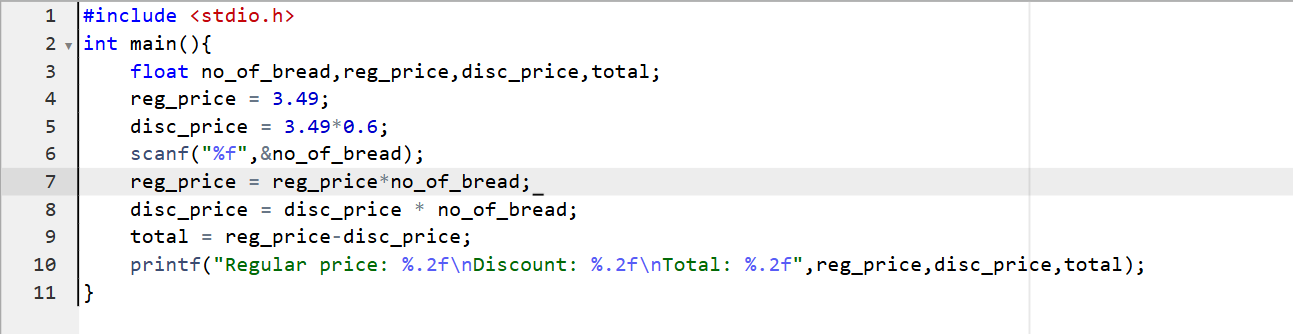 1 #include <stdio.h>
2 int main(){
3     float no_of_bread,reg_price,disc_price,total;
4     reg_price = 3.49;
5     disc_price = 3.49*0.6;
6     scanf("%f",&no_of_bread);
7     reg_price = reg_price*no_of_bread;_
8     disc_price = disc_price * no_of_bread;
9     total = reg_price-disc_price;
10     printf("Regular price: %.2f\nDiscount: %.2f\nTotal: %.2f",reg_price,disc_price,total);
11 }